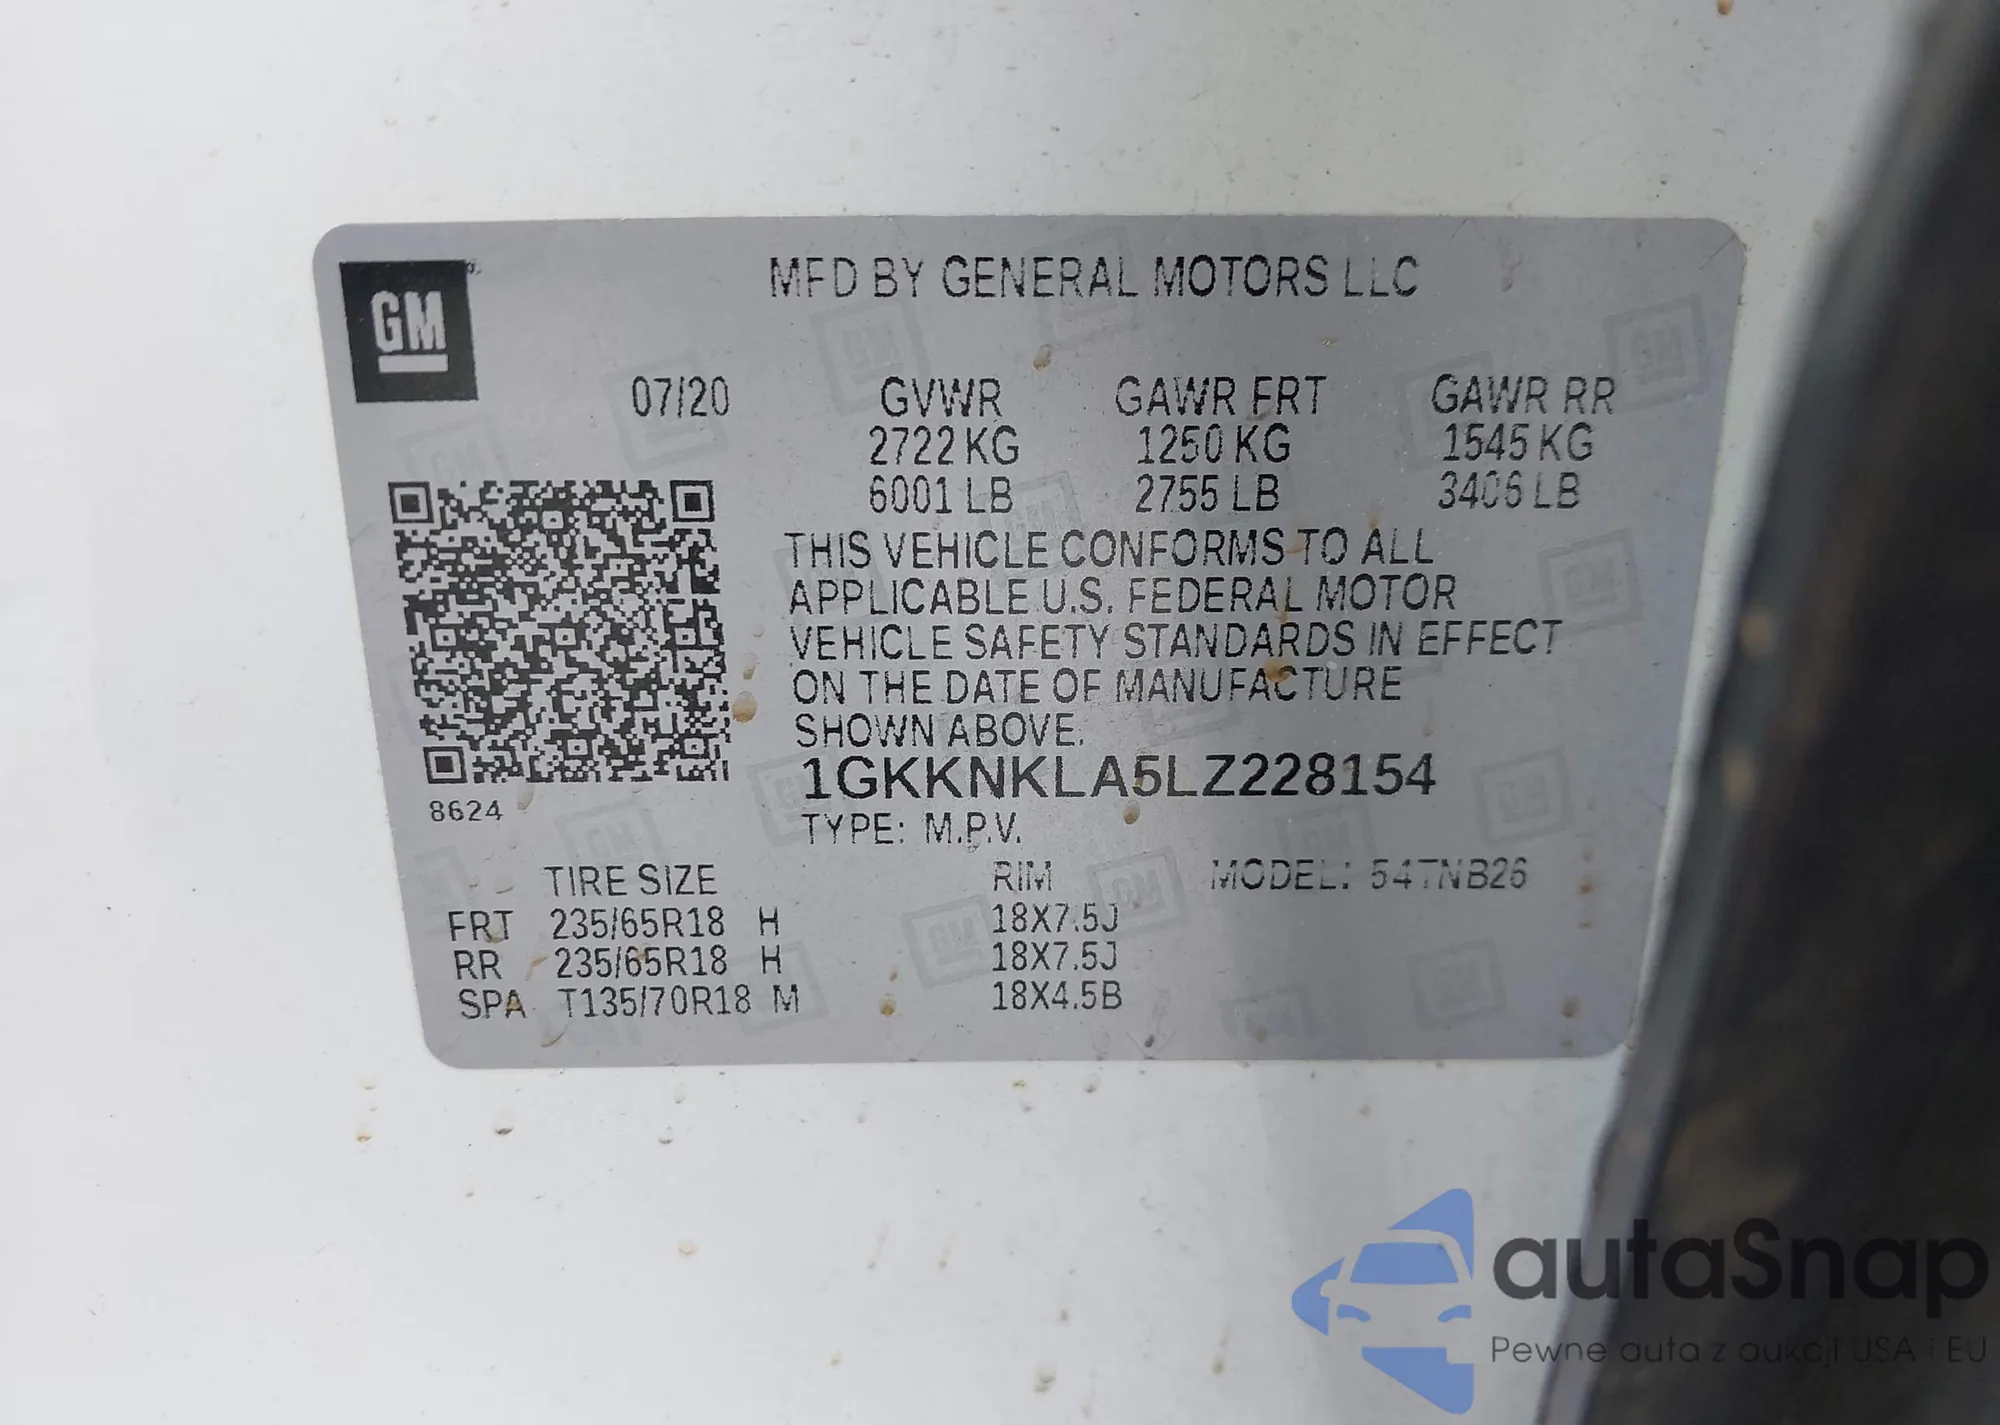 GM
MFD BY GENERAL MOTORS LLC
07/20 GVWR GAWR FRT GAWR RR
2722 KG 1250 KG 1545 KG
6001 LB 2755 LB 3406 LB
THIS VEHICLE CONFORMS TO ALL
APPLICABLE U.S. FEDERAL MOTOR
VEHICLE SAFETY STANDARDS IN EFFECT
ON THE DATE OF MANUFACTURE
SHOWN ABOVE.
1GKKNKLA5LZ228154
8624
TYPE: M.P.V.
TIRE SIZE RIM MODEL: 54TNB26
FRT 235/65R18 H 18X7.5J
RR 235/65R18 H 18X7.5J
SPA T135/70R18 M 18X4.5B
autaSnap
Pewne auta z aukcji USA i EU